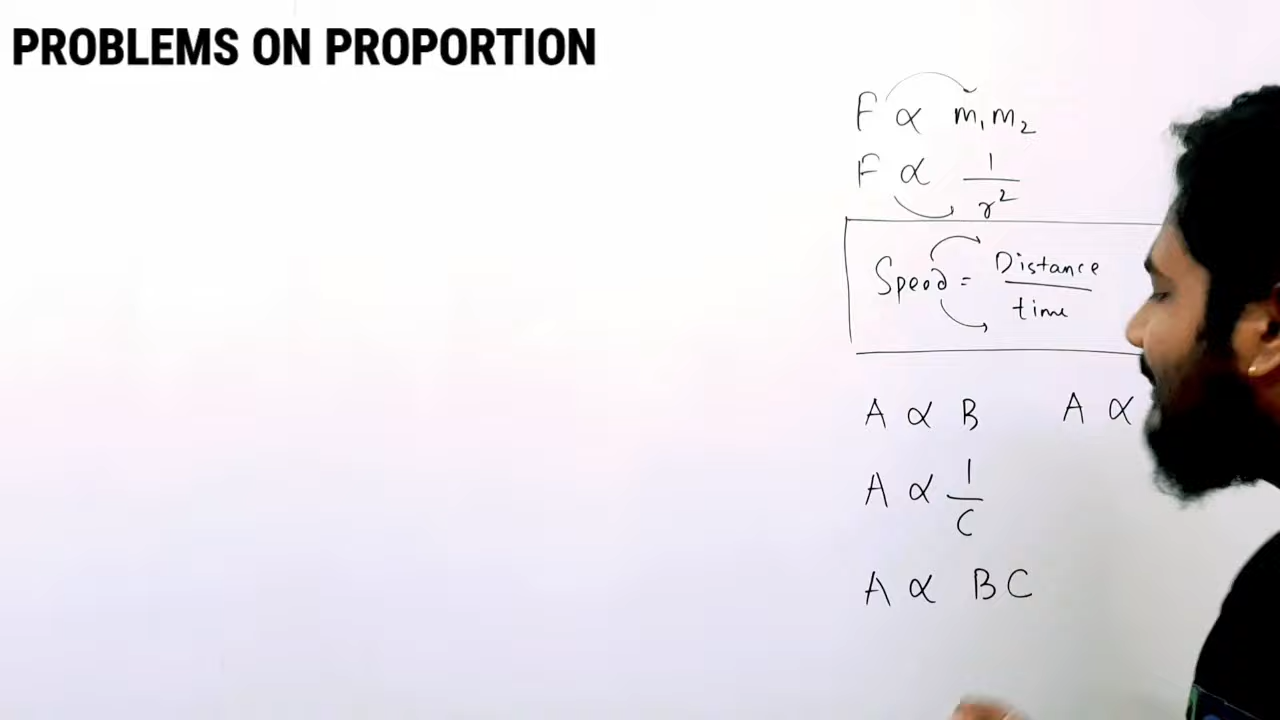 PROBLEMS ON PROPORTION
F ∝ m₁m₂
F ∝ 1/r²
Speed = Distance/time
A ∝ B A ∝
A ∝ 1/C
A ∝ BC